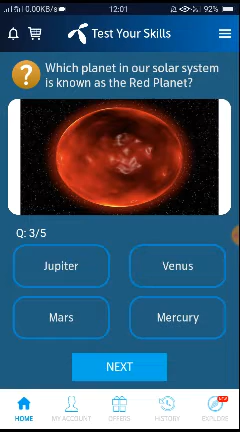 0.00KB/s 12:01 92%
Test Your Skills
Which planet in our solar system
is known as the Red Planet?
Q: 3/5
Jupiter Venus
Mars Mercury
NEXT
HOME MY ACCOUNT OFFERS HISTORY EXPLORE